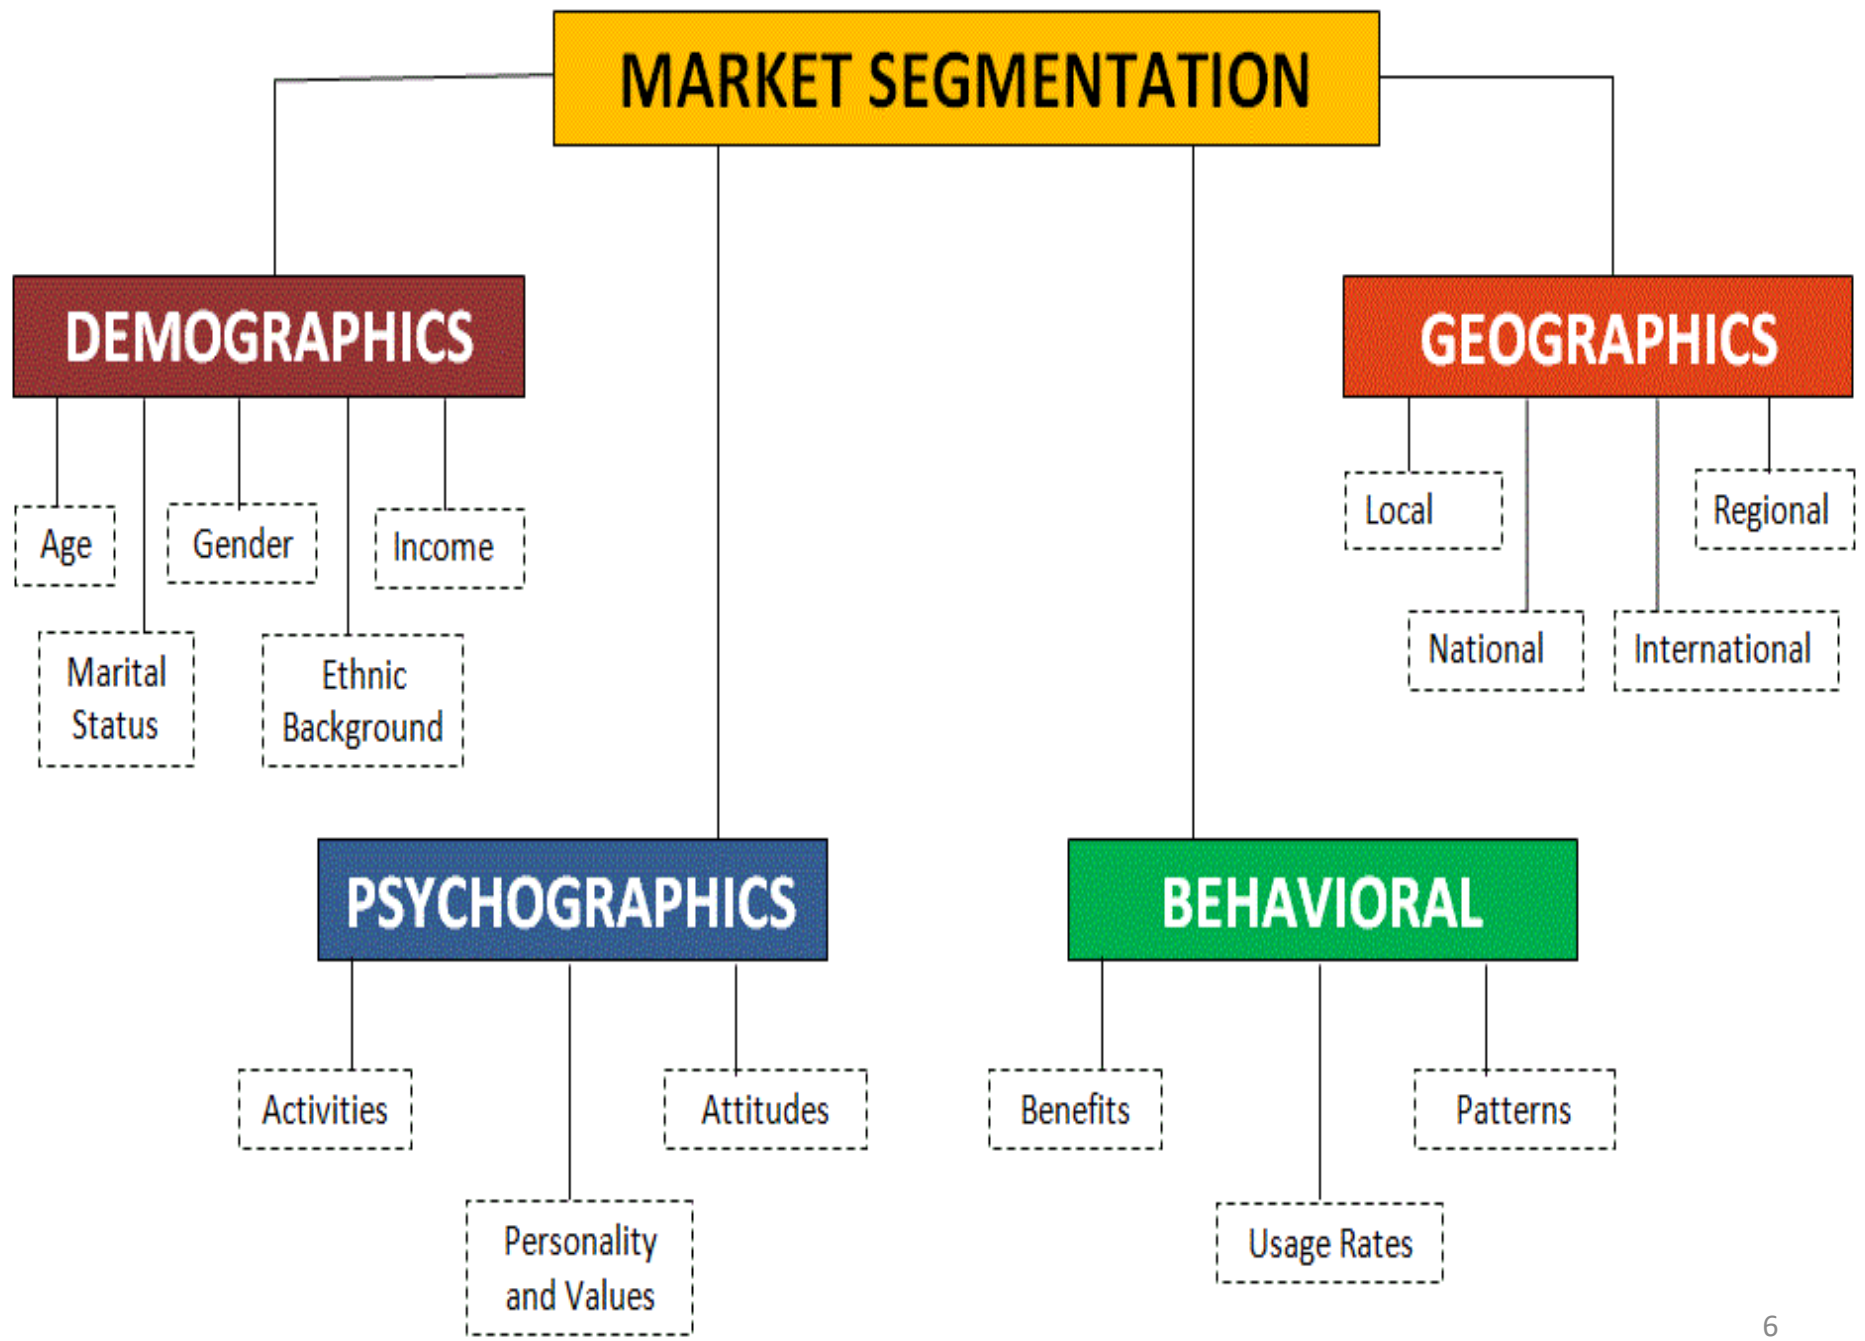 MARKET SEGMENTATION
DEMOGRAPHICS
GEOGRAPHICS
Age
Gender
Income
Marital
Status
Ethnic
Background
Local
Regional
National
International
PSYCHOGRAPHICS
BEHAVIORAL
Activities
Attitudes
Personality
and Values
Benefits
Patterns
Usage Rates
6